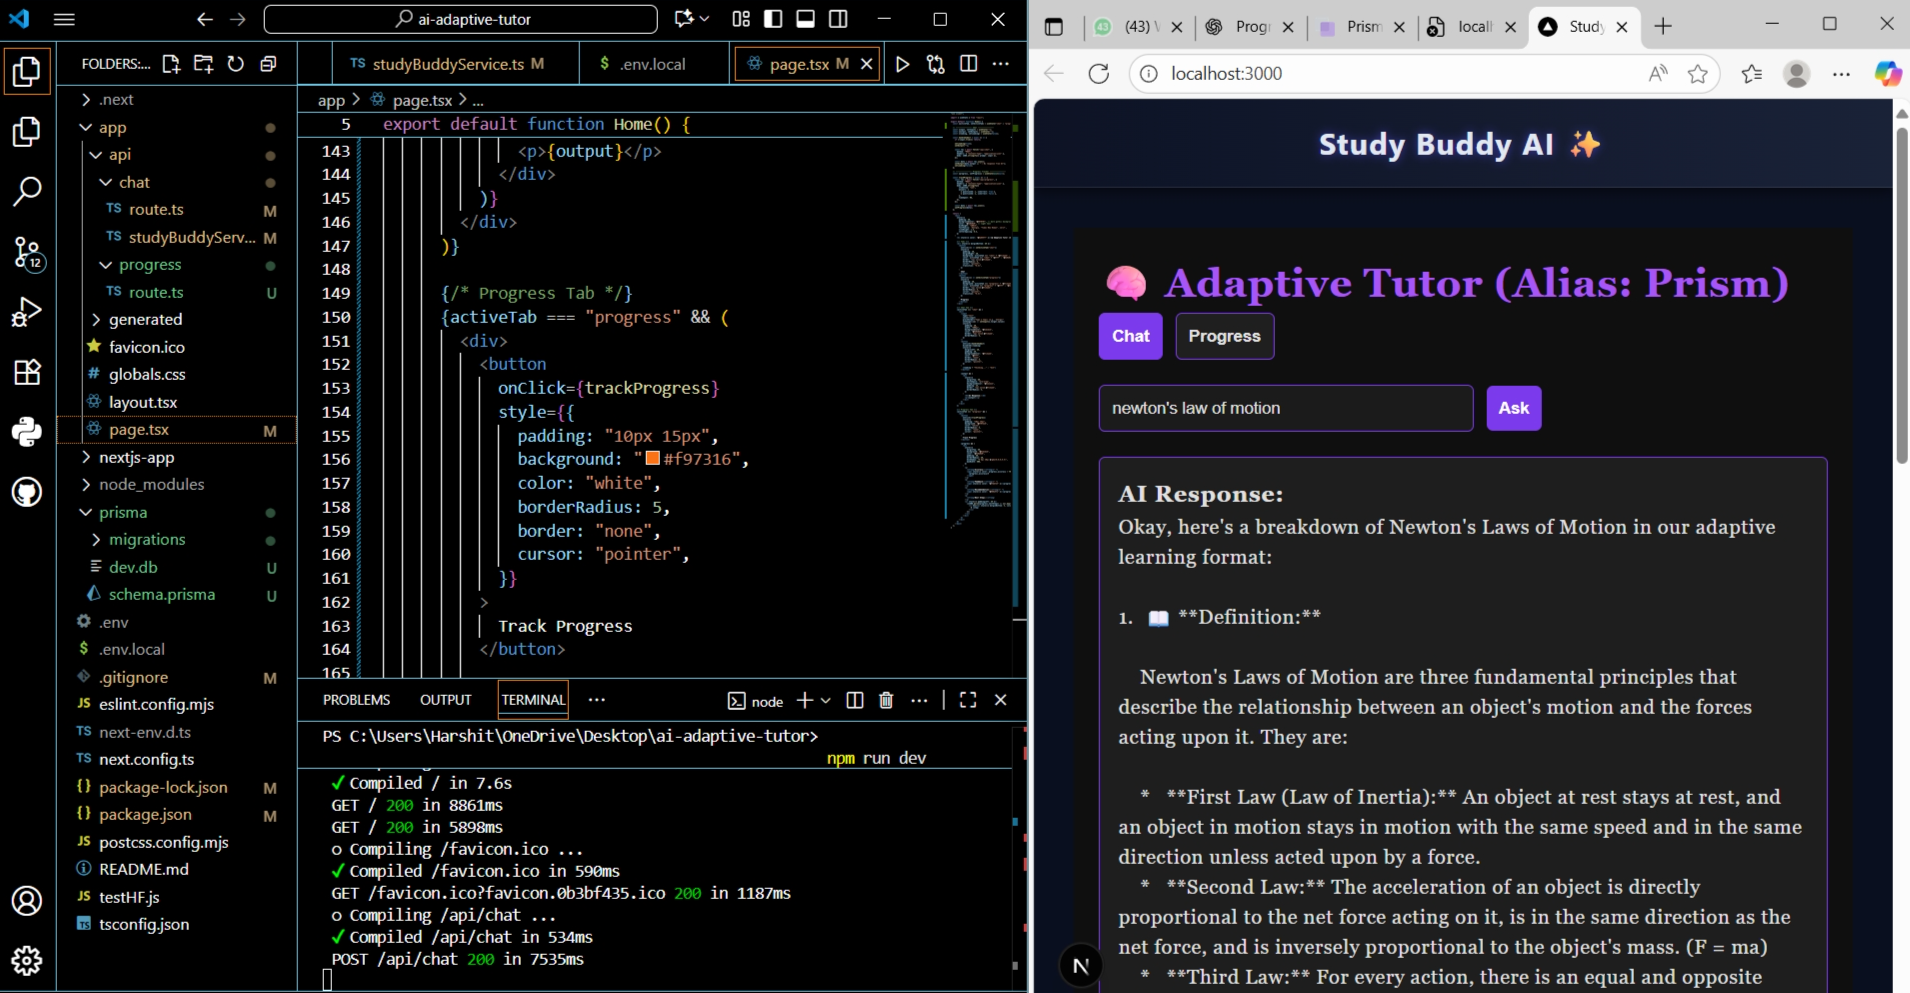 ai-adaptive-tutor
FOLDERS:...
.next
app
api
chat
route.ts M
studyBuddyServ... M
progress
route.ts U
generated
favicon.ico
globals.css
layout.tsx
page.tsx M
nextjs-app
node_modules
prisma
migrations
dev.db U
schema.prisma U
.env
$ .env.local
.gitignore M
JS eslint.config.mjs
TS next-env.d.ts
TS next.config.ts
{} package-lock.json M
{} package.json M
JS postcss.config.mjs
README.md
JS testHF.js
TS tsconfig.json
12
TS studyBuddyService.ts M
$ .env.local
page.tsx M
app > page.tsx > ...
5 export default function Home() {
143 <p>{output}</p>
144 </div>
145 )}
146 </div>
147 )}
148
149 {/* Progress Tab */}
150 {activeTab === "progress" && (
151 <div>
152 <button
153 onClick={trackProgress}
154 style={{
155 padding: "10px 15px",
156 background: "#f97316",
157 color: "white",
158 borderRadius: 5,
159 border: "none",
160 cursor: "pointer",
161 }}
162 >
163 Track Progress
164 </button>
165
PROBLEMS OUTPUT TERMINAL ... node
PS C:\Users\Harshit\OneDrive\Desktop\ai-adaptive-tutor>
npm run dev
✓ Compiled / in 7.6s
GET / 200 in 8861ms
GET / 200 in 5898ms
○ Compiling /favicon.ico ...
✓ Compiled /favicon.ico in 590ms
GET /favicon.ico?favicon.0b3bf435.ico 200 in 1187ms
○ Compiling /api/chat ...
✓ Compiled /api/chat in 534ms
POST /api/chat 200 in 7535ms
(43) Progr Prism localh Study
localhost:3000
Study Buddy AI ✨
🧠 Adaptive Tutor (Alias: Prism)
Chat Progress
newton's law of motion Ask
AI Response:
Okay, here's a breakdown of Newton's Laws of Motion in our adaptive
learning format:
1. 📖 **Definition:**
Newton's Laws of Motion are three fundamental principles that
describe the relationship between an object's motion and the forces
acting upon it. They are:
* **First Law (Law of Inertia):** An object at rest stays at rest, and
an object in motion stays in motion with the same speed and in the same
direction unless acted upon by a force.
* **Second Law:** The acceleration of an object is directly
proportional to the net force acting on it, is in the same direction as the
net force, and is inversely proportional to the object's mass. (F = ma)
* **Third Law:** For every action, there is an equal and opposite
N